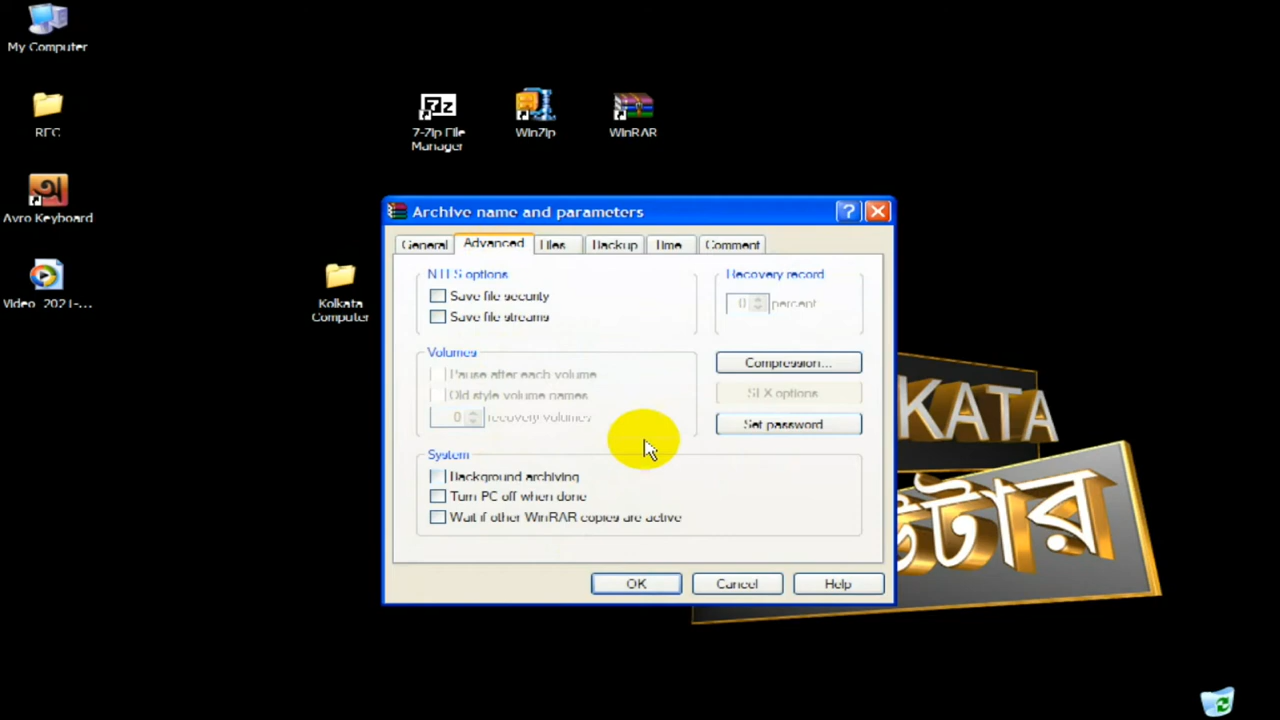 My Computer
REC
Avro Keyboard
Video_2021-...
7-Zip File
Manager
WinZip
WinRAR
Kolkata
Computer
Archive name and parameters
General
Advanced
Files
Backup
Time
Comment
NTFS options
Save file security
Save file streams
Recovery record
0 percent
Volumes
Pause after each volume
Old style volume names
0 recovery volumes
Compression...
SFX options
Set password
System
Background archiving
Turn PC off when done
Wait if other WinRAR copies are active
OK
Cancel
Help
KATA
টার